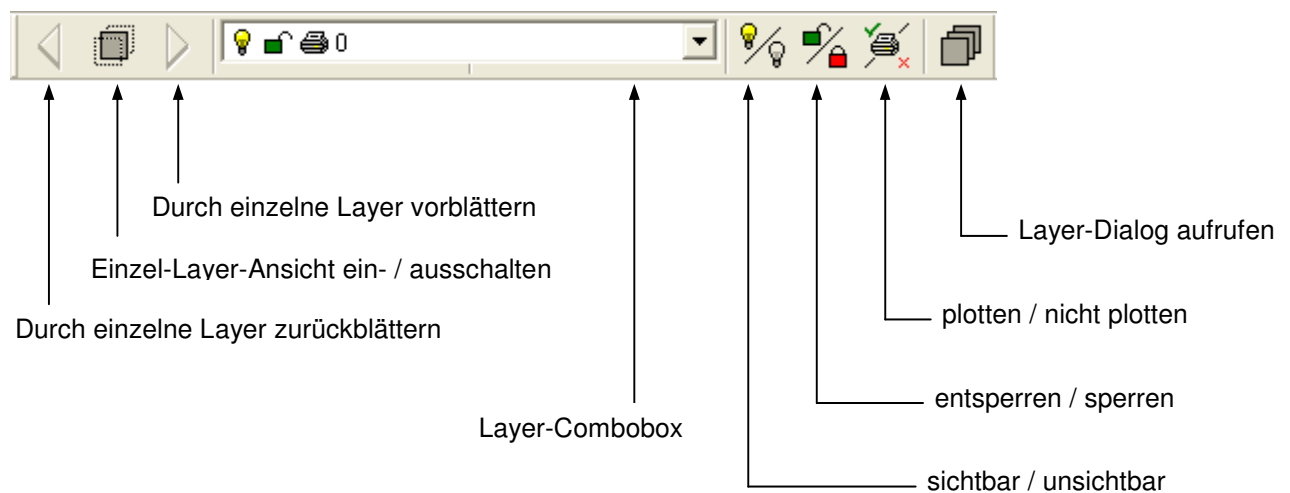 0
Durch einzelne Layer vorblättern
Layer-Dialog aufrufen
Einzel-Layer-Ansicht ein- / ausschalten
plotten / nicht plotten
Durch einzelne Layer zurückblättern
entsperren / sperren
Layer-Combobox
sichtbar / unsichtbar